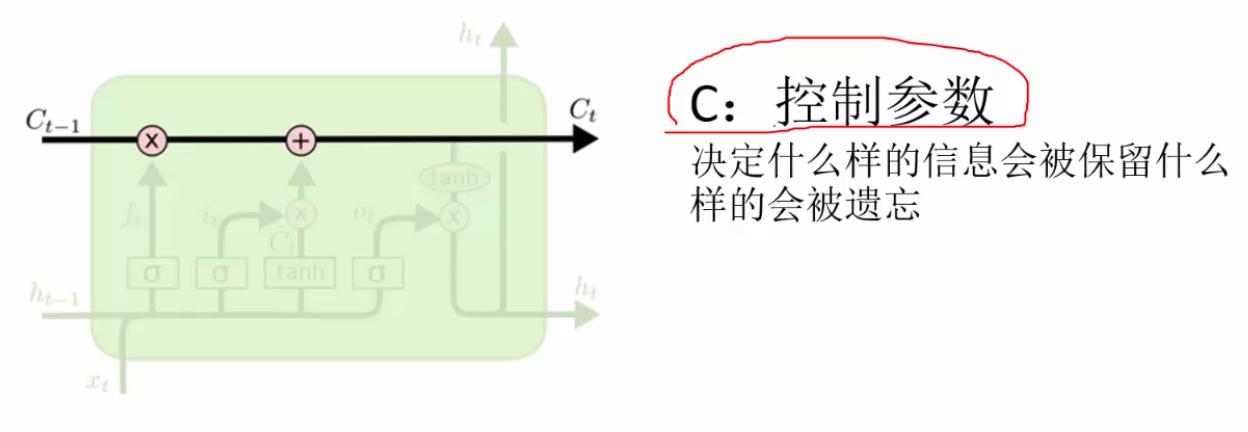 h_t
C_{t-1}
C_t
x
+
tanh
f_t
i_t
x
o_t
x
C̃_t
σ
σ
tanh
σ
h_{t-1}
h_t
x_t
C：控制参数
决定什么样的信息会被保留什么
样的会被遗忘